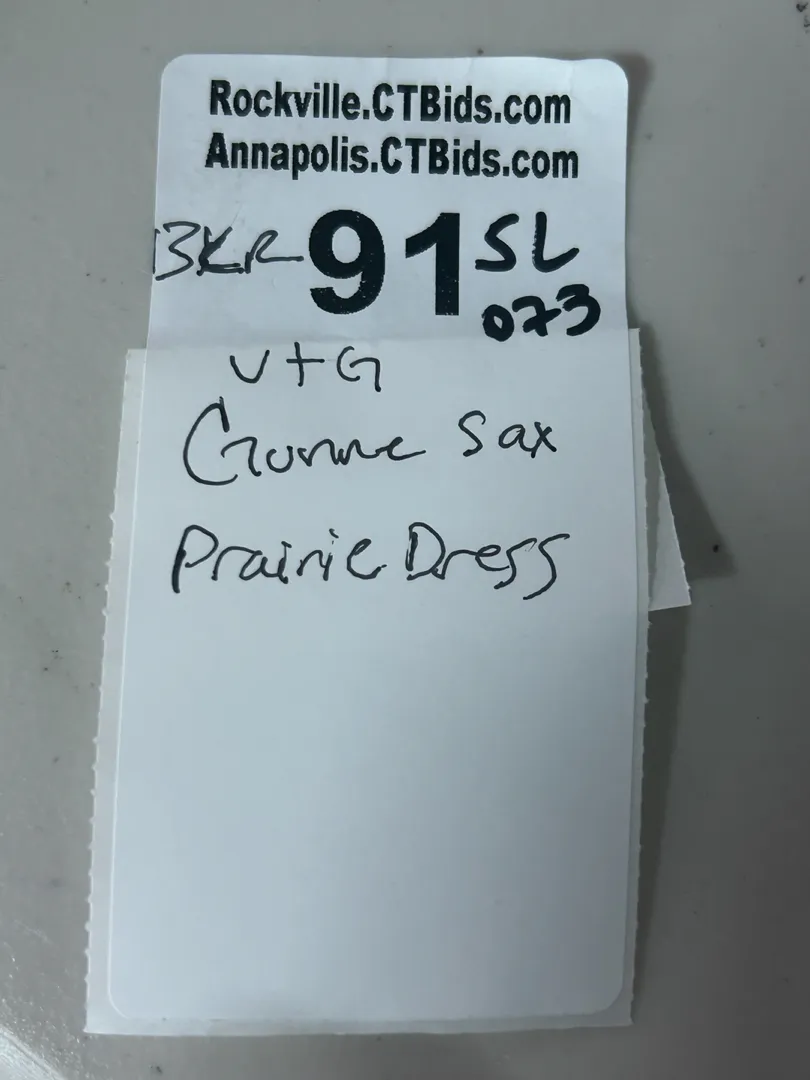 Rockville.CTBids.com
Annapolis.CTBids.com
BKR 91 SL
073
VTG
Gunne Sax
Prairie Dress